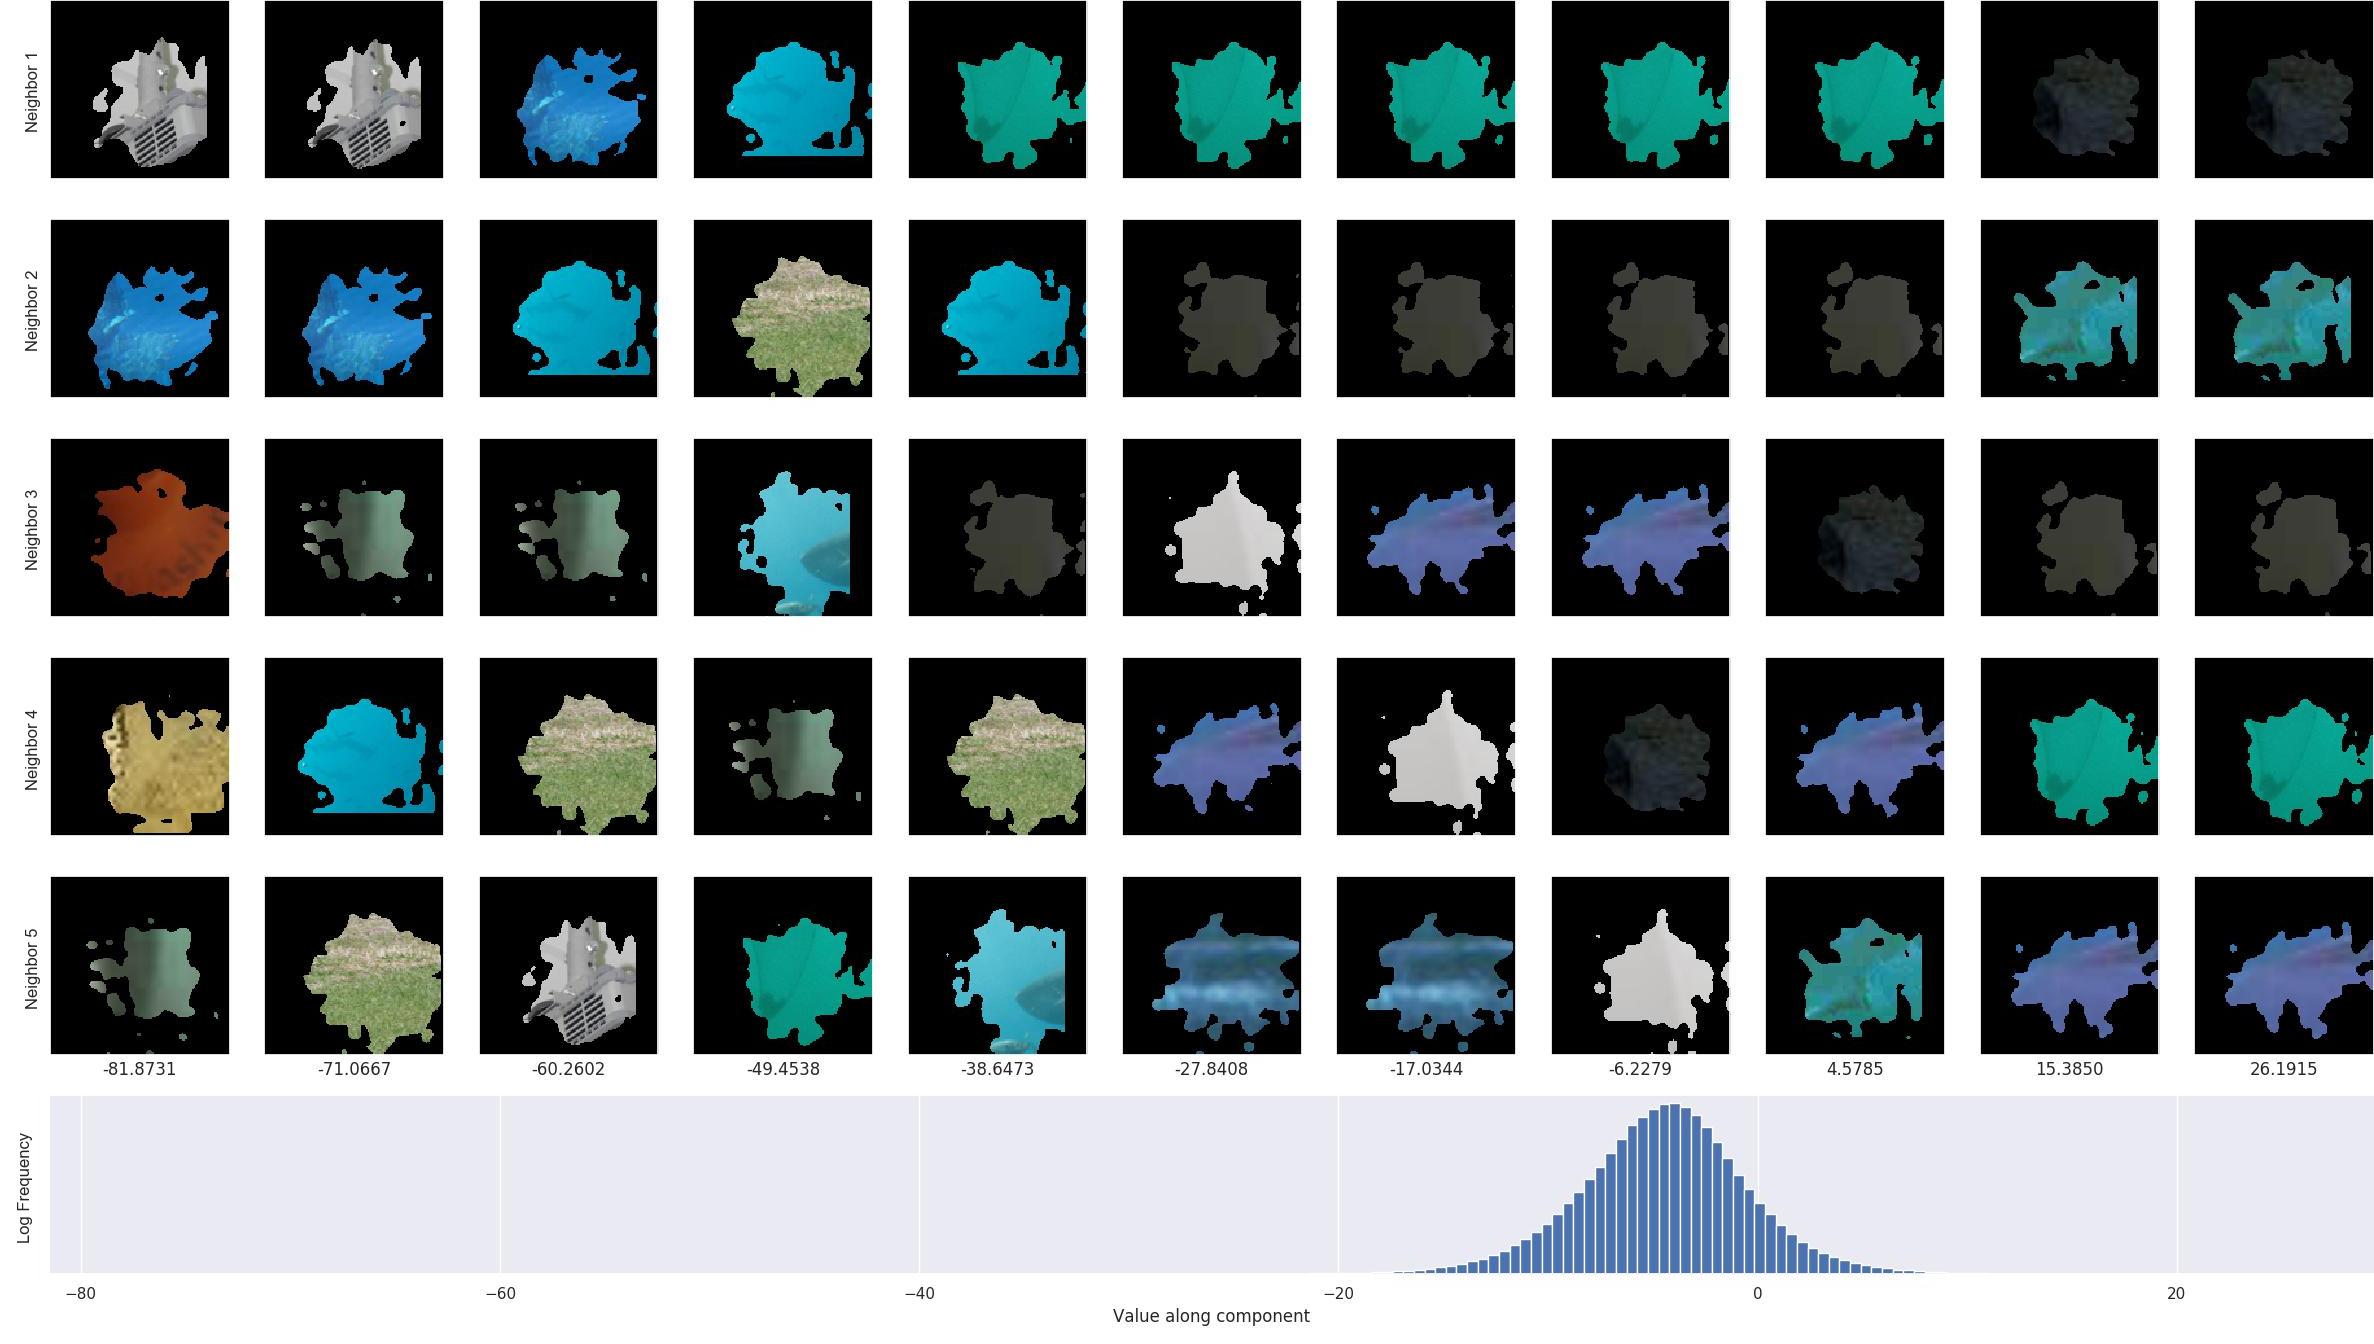 Neighbor 1
Neighbor 2
Neighbor 3
Neighbor 4
Neighbor 5
-81.8731 -71.0667 -60.2602 -49.4538 -38.6473 -27.8408 -17.0344 -6.2279 4.5785 15.3850 26.1915
Log Frequency
−80 −60 −40 −20 0 20
Value along component